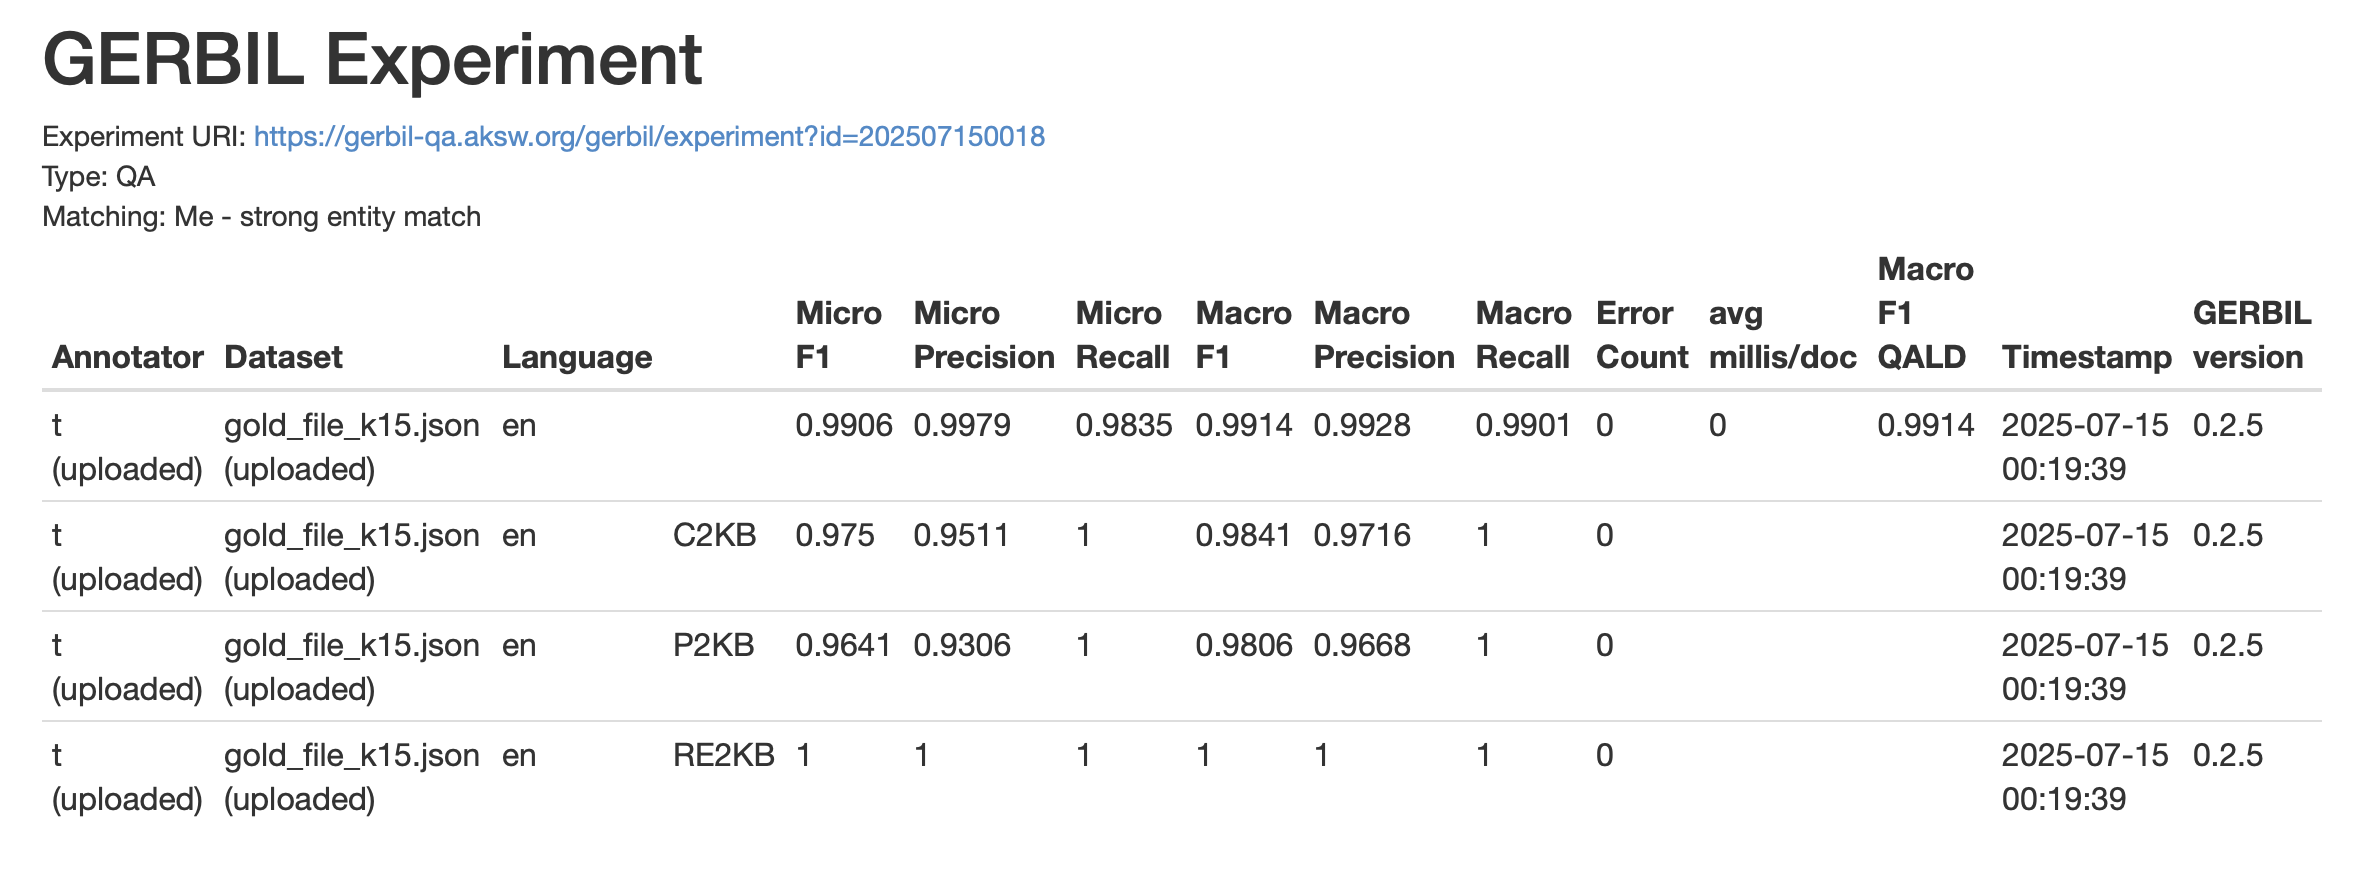 GERBIL Experiment
Experiment URI: https://gerbil-qa.aksw.org/gerbil/experiment?id=202507150018
Type: QA
Matching: Me - strong entity match
Annotator Dataset Language Micro F1 Micro Precision Micro Recall Macro F1 Macro Precision Macro Recall Error Count avg millis/doc Macro F1 QALD Timestamp GERBIL version
t (uploaded) gold_file_k15.json (uploaded) en 0.9906 0.9979 0.9835 0.9914 0.9928 0.9901 0 0 0.9914 2025-07-15 00:19:39 0.2.5
t (uploaded) gold_file_k15.json (uploaded) en C2KB 0.975 0.9511 1 0.9841 0.9716 1 0 2025-07-15 00:19:39 0.2.5
t (uploaded) gold_file_k15.json (uploaded) en P2KB 0.9641 0.9306 1 0.9806 0.9668 1 0 2025-07-15 00:19:39 0.2.5
t (uploaded) gold_file_k15.json (uploaded) en RE2KB 1 1 1 1 1 1 0 2025-07-15 00:19:39 0.2.5